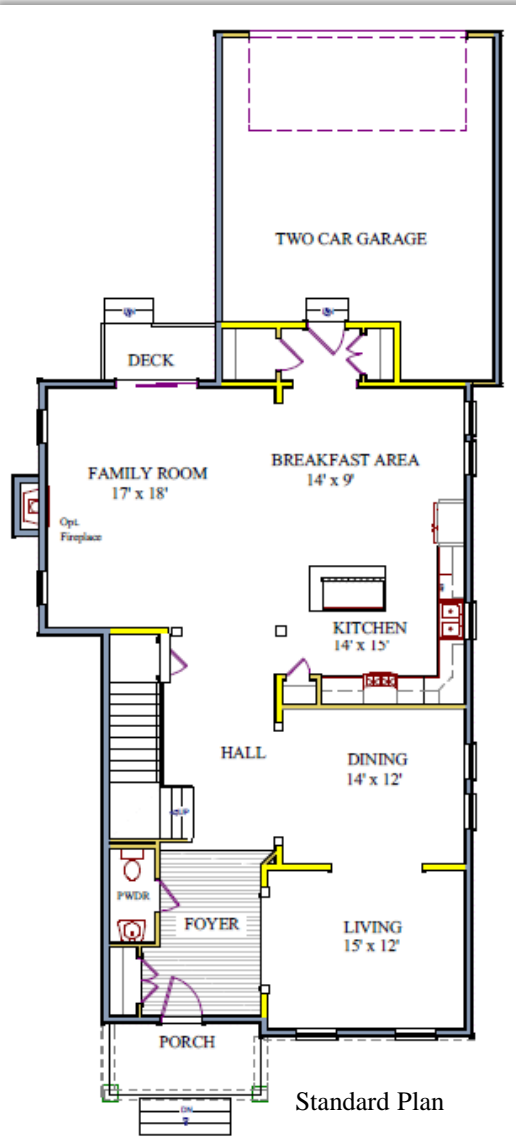 TWO CAR GARAGE
DECK
FAMILY ROOM
17' x 18'
BREAKFAST AREA
14' x 9'
Opt.
Fireplace
KITCHEN
14' x 15'
HALL
DINING
14' x 12'
PWDR
FOYER
LIVING
15' x 12'
PORCH
DN
Standard Plan